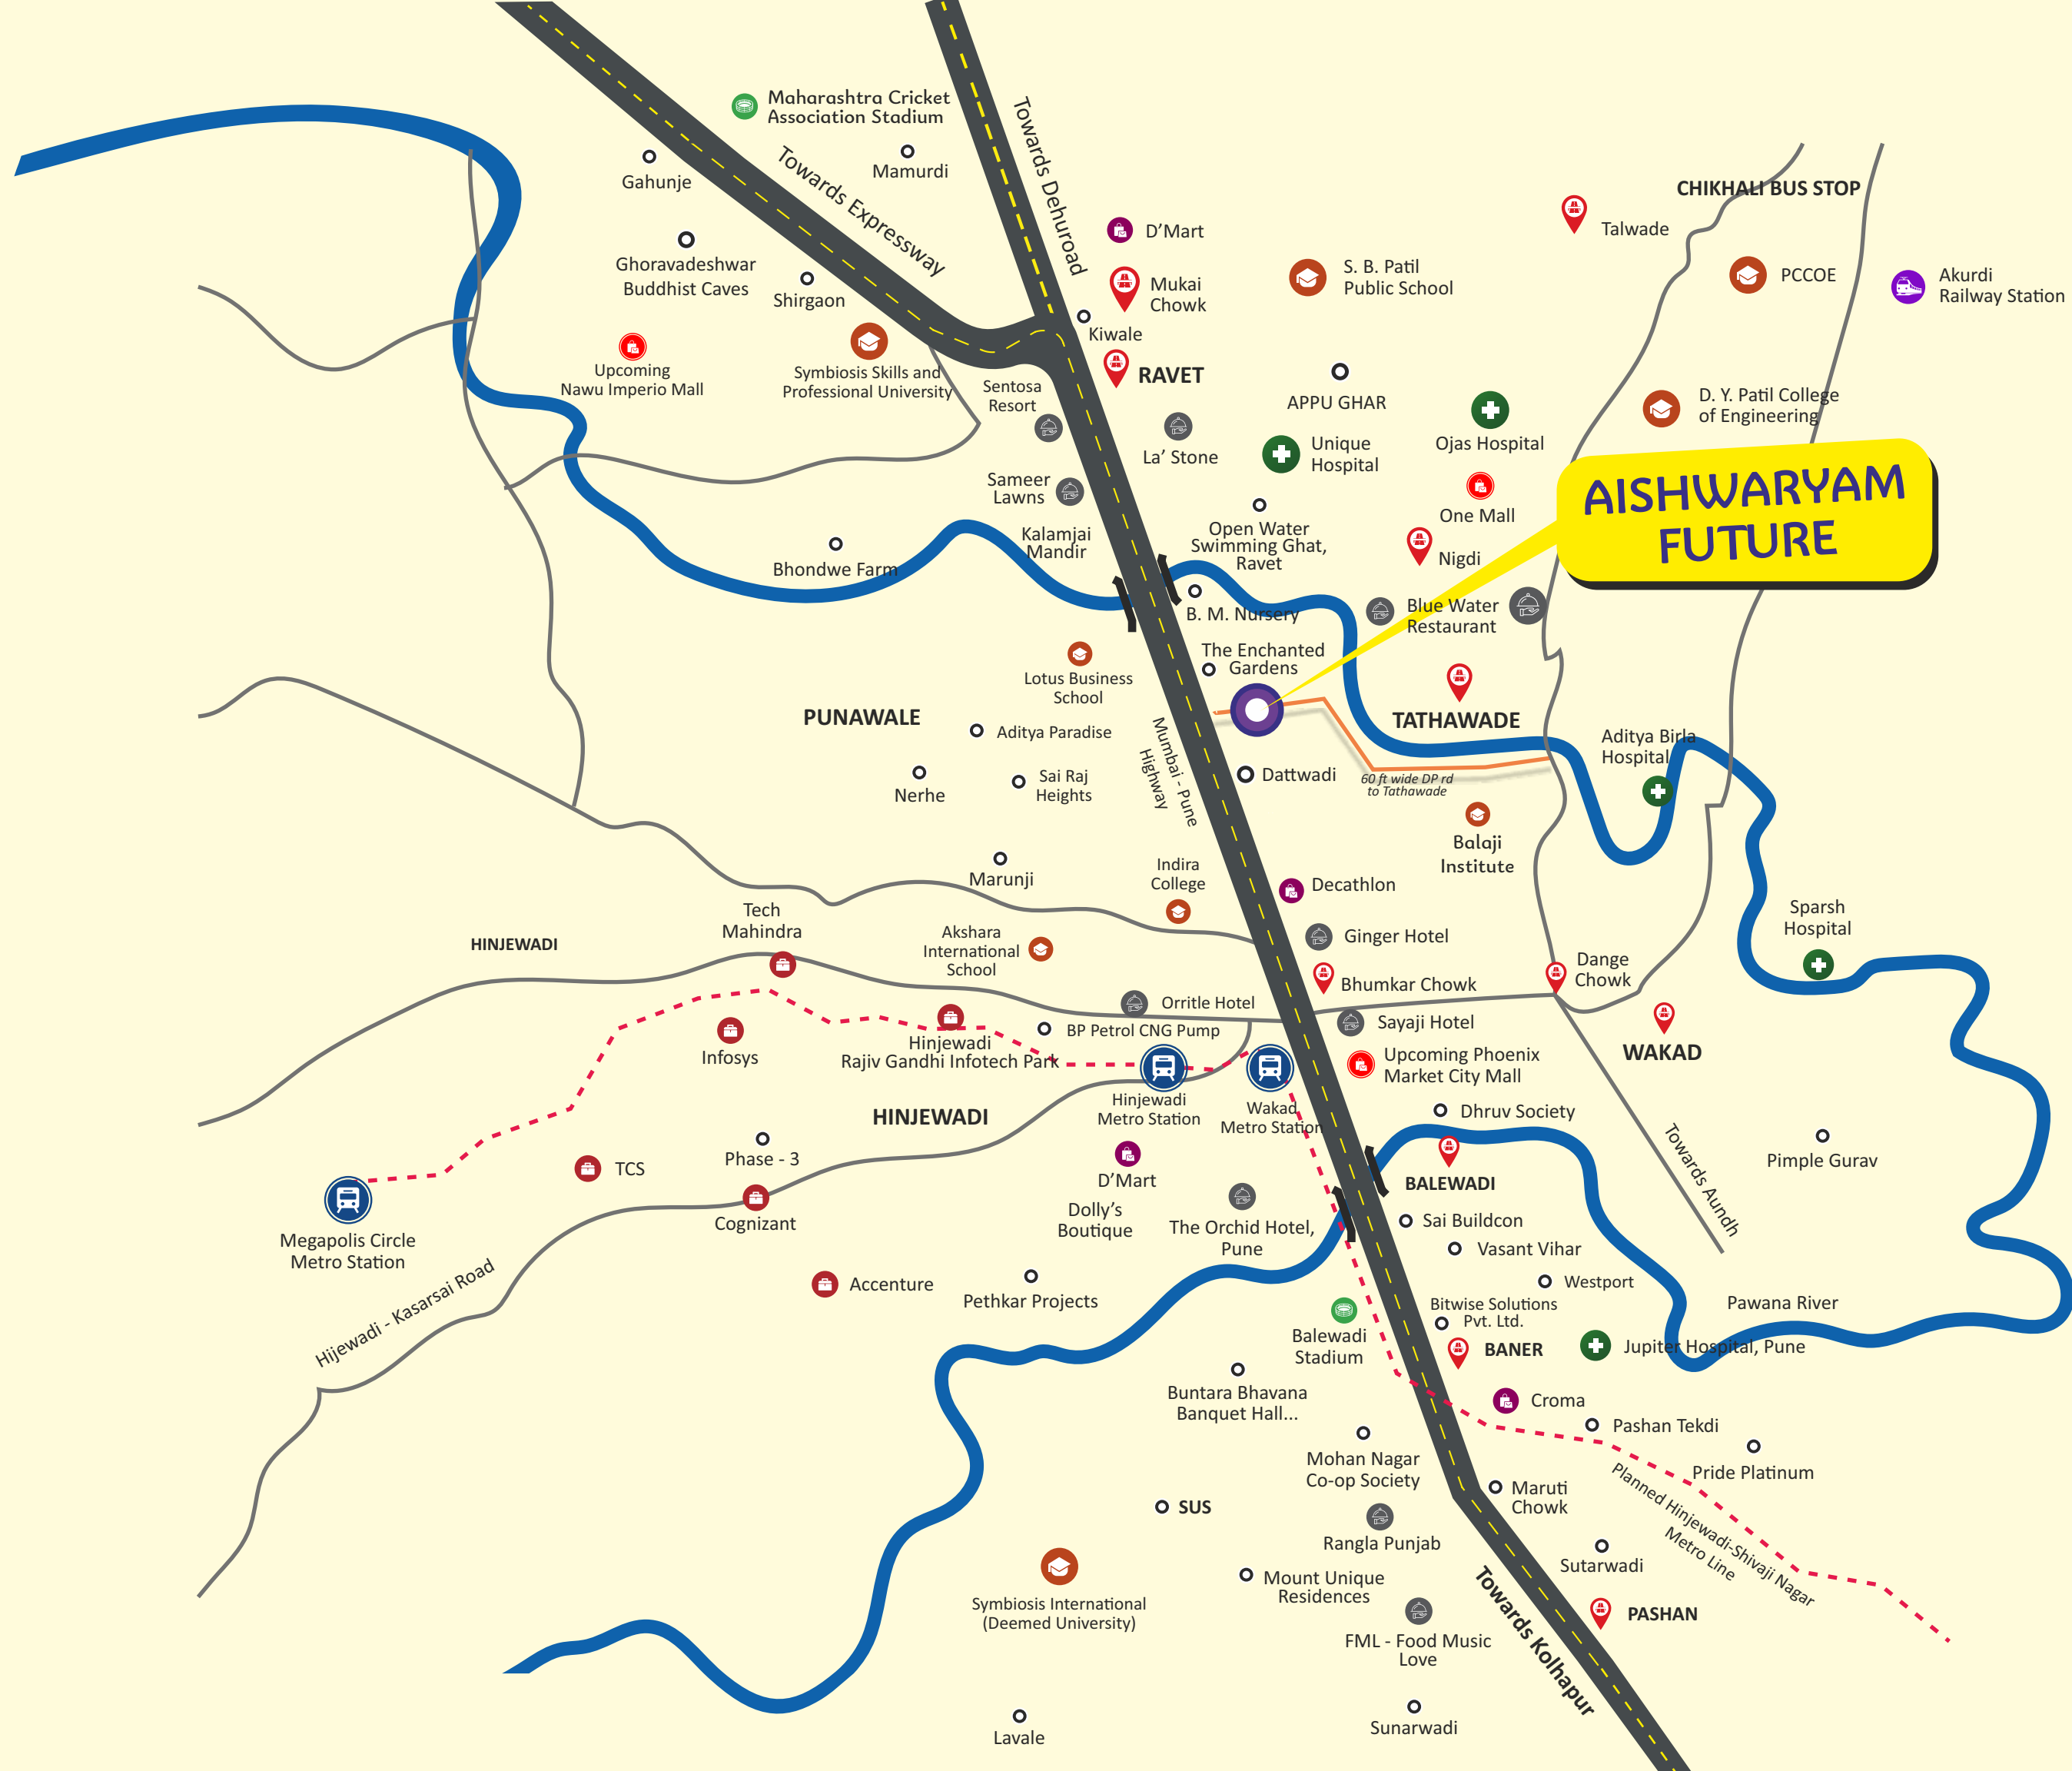 Maharashtra Cricket
Association Stadium
Gahunje
Mamurdi
Towards Expressway
Towards Dehuroad
Ghoravadeshwar
Buddhist Caves
Shirgaon
D'Mart
Mukai
Chowk
Kiwale
RAVET
S. B. Patil
Public School
Talwade
CHIKHALI BUS STOP
PCCOE
Akurdi
Railway Station
Upcoming
Nawu Imperio Mall
Symbiosis Skills and
Professional University
Sentosa
Resort
La' Stone
APPU GHAR
Unique
Hospital
Ojas Hospital
D. Y. Patil College
of Engineering
AISHWARYAM
FUTURE
Sameer
Lawns
Kalamjai
Mandir
Bhondwe Farm
Open Water
Swimming Ghat,
Ravet
One Mall
Nigdi
B. M. Nursery
Blue Water
Restaurant
The Enchanted
Gardens
Lotus Business
School
PUNAWALE
Aditya Paradise
Nerhe
Sai Raj
Heights
Mumbai - Pune
Highway
TATHAWADE
Dattwadi
60 ft wide DP rd
to Tathawade
Aditya Birla
Hospital
Balaji
Institute
Marunji
Indira
College
Decathlon
Tech
Mahindra
HINJEWADI
Akshara
International
School
Ginger Hotel
Bhumkar Chowk
Dange
Chowk
Sparsh
Hospital
Orritle Hotel
BP Petrol CNG Pump
Sayaji Hotel
Infosys
Hinjewadi
Rajiv Gandhi Infotech Park
Upcoming Phoenix
Market City Mall
WAKAD
HINJEWADI
Hinjewadi
Metro Station
Wakad
Metro Station
Dhruv Society
Phase - 3
TCS
D'Mart
Cognizant
Dolly's
Boutique
The Orchid Hotel,
Pune
BALEWADI
Towards Aundh
Pimple Gurav
Megapolis Circle
Metro Station
Hijewadi - Kasarsai Road
Accenture
Pethkar Projects
Sai Buildcon
Vasant Vihar
Westport
Bitwise Solutions
Pvt. Ltd.
Pawana River
Balewadi
Stadium
BANER
Jupiter Hospital, Pune
Buntara Bhavana
Banquet Hall...
Croma
Pashan Tekdi
Pride Platinum
Mohan Nagar
Co-op Society
SUS
Maruti
Chowk
Planned Hinjewadi-Shivaji Nagar
Metro Line
Rangla Punjab
Sutarwadi
Symbiosis International
(Deemed University)
Mount Unique
Residences
Towards Kolhapur
PASHAN
FML - Food Music
Love
Lavale
Sunarwadi